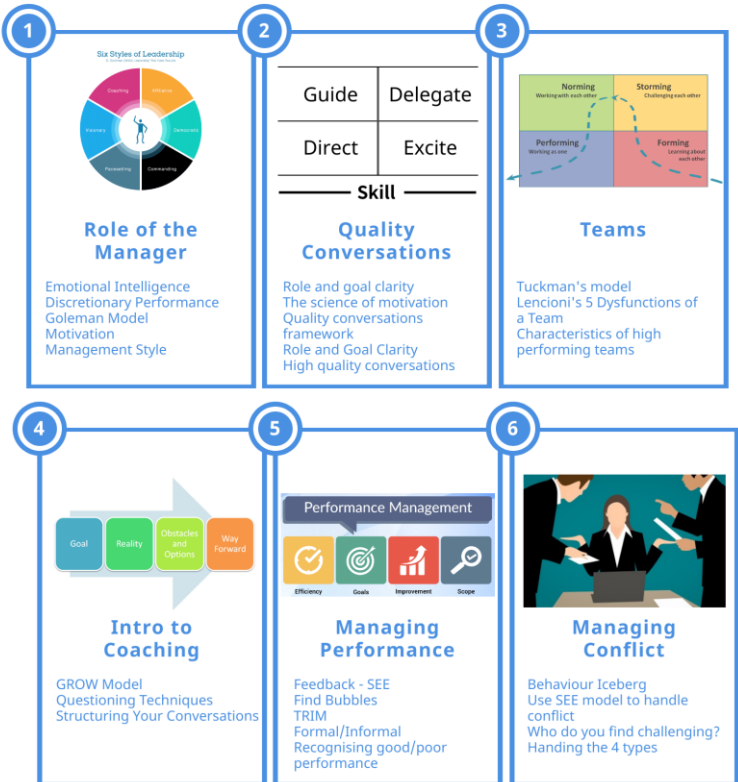 1
Six Styles of Leadership
Coaching
Affiliative
Visionary
Democratic
Pacesetting
Commanding
Role of the
Manager
Emotional Intelligence
Discretionary Performance
Goleman Model
Motivation
Management Style
2
Guide Delegate
Direct Excite
Skill
Quality
Conversations
Role and goal clarity
The science of motivation
Quality conversations
framework
Role and Goal Clarity
High quality conversations
3
Norming
Working with each other
Storming
Challenging each other
Performing
Working as one
Forming
Learning about
each other
Teams
Tuckman's model
Lencioni's 5 Dysfunctions of
a Team
Characteristics of high
performing teams
4
Goal
Reality
Obstacles
and
Options
Way
Forward
Intro to
Coaching
GROW Model
Questioning Techniques
Structuring Your Conversations
5
Performance Management
Efficiency
Goals
Improvement
Scope
Managing
Performance
Feedback - SEE
Find Bubbles
TRIM
Formal/Informal
Recognising good/poor
performance
6
Managing
Conflict
Behaviour Iceberg
Use SEE model to handle
conflict
Who do you find challenging?
Handing the 4 types